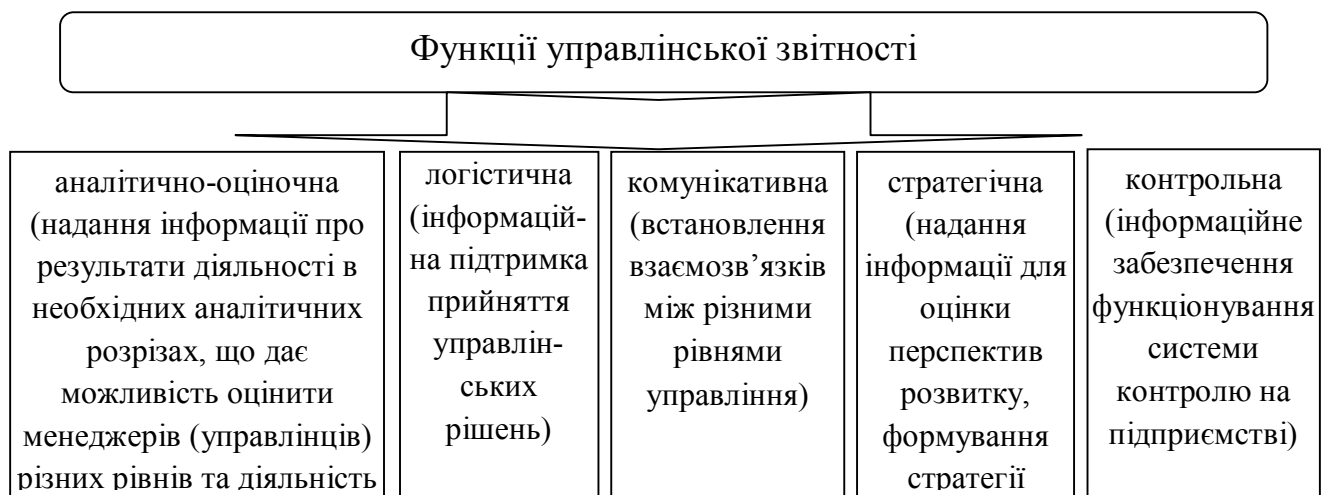 Функції управлінської звітності
аналітично-оціночна
(надання інформації про
результати діяльності в
необхідних аналітичних
розрізах, що дає
можливість оцінити
менеджерів (управлінців)
різних рівнів та діяльність
логістична
(інформацій-
на підтримка
прийняття
управлін-
ських
рішень)
комунікативна
(встановлення
взаємозв’язків
між різними
рівнями
управління)
стратегічна
(надання
інформації для
оцінки
перспектив
розвитку,
формування
стратегії
контрольна
(інформаційне
забезпечення
функціонування
системи
контролю на
підприємстві)